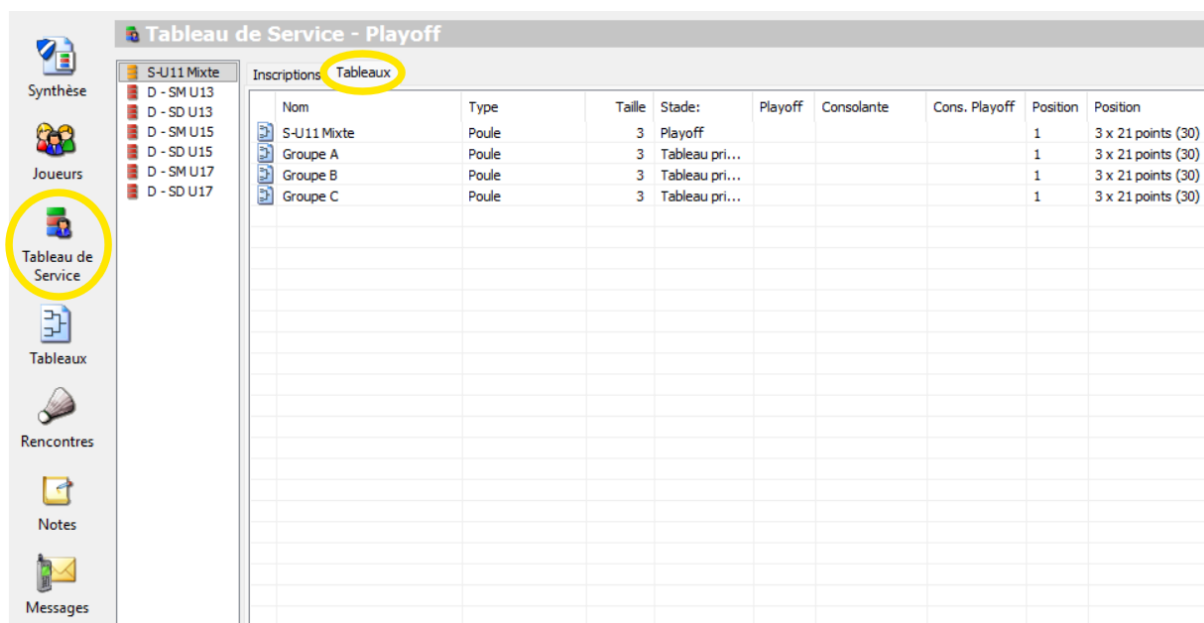 Tableau de Service - Playoff
Synthèse
Joueurs
Tableau de
Service
Tableaux
Rencontres
Notes
Messages
S-U11 Mixte
D - SM U13
D - SD U13
D - SM U15
D - SD U15
D - SM U17
D - SD U17
Inscriptions Tableaux
Nom Type Taille Stade: Playoff Consolante Cons. Playoff Position Position
S-U11 Mixte Poule 3 Playoff 1 3 x 21 points (30)
Groupe A Poule 3 Tableau pri... 1 3 x 21 points (30)
Groupe B Poule 3 Tableau pri... 1 3 x 21 points (30)
Groupe C Poule 3 Tableau pri... 1 3 x 21 points (30)